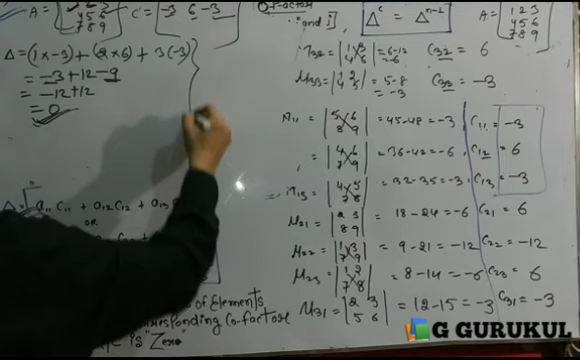 A = [1 2 3
4 5 6
7 8 9]
C = [-3 6 -3
Δ = (1 x -3) + (2 x 6) + 3 (-3)
= -3 + 12 - 9
= -12 + 12
= 0
Δ = a11 C11 + a12 C12 + a13
OR
of Elements,
corresponding Co-factor
is Zero
and
Δ^c = Δ^n-1
A = [1 2 3
4 5 6
7 8 9]
M32 = |1 3
4 6| = 6-12 = -6 C32 = 6
M33 = |1 2
4 5| = 5-8 = -3 C33 = -3
M11 = |5 6
8 9| = 45-48 = -3 C11 = -3
= |4 6
7 9| = 36-42 = -6, C12 = 6
M13 = |4 5
7 8| = 32-35 = -3, C13 = -3
M21 = |2 3
8 9| = 18-24 = -6 C21 = 6
M22 = |1 3
7 9| = 9-21 = -12 C22 = -12
M23 = |1 2
7 8| = 8-14 = -6 C23 = 6
M31 = |2 3
5 6| = 12-15 = -3 C31 = -3
G GURUKUL